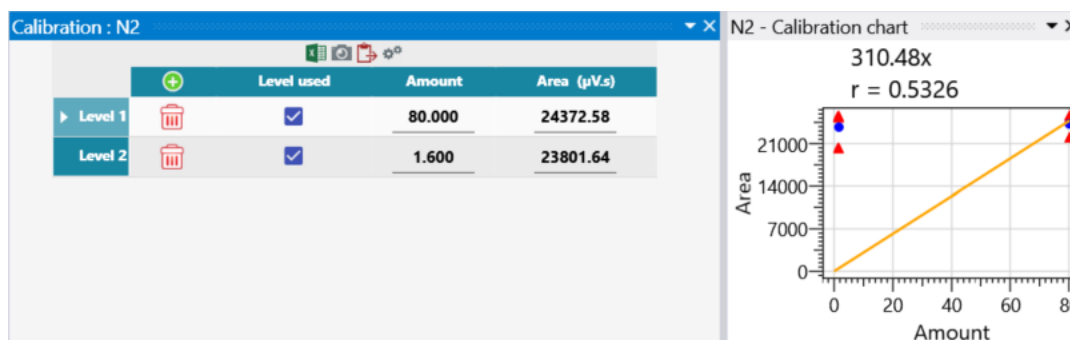 Calibration : N2
Level used Amount Area (µV.s)
Level 1 80.000 24372.58
Level 2 1.600 23801.64
N2 - Calibration chart
310.48x
r = 0.5326
21000
14000
7000
0
Area
0 20 40 60
Amount